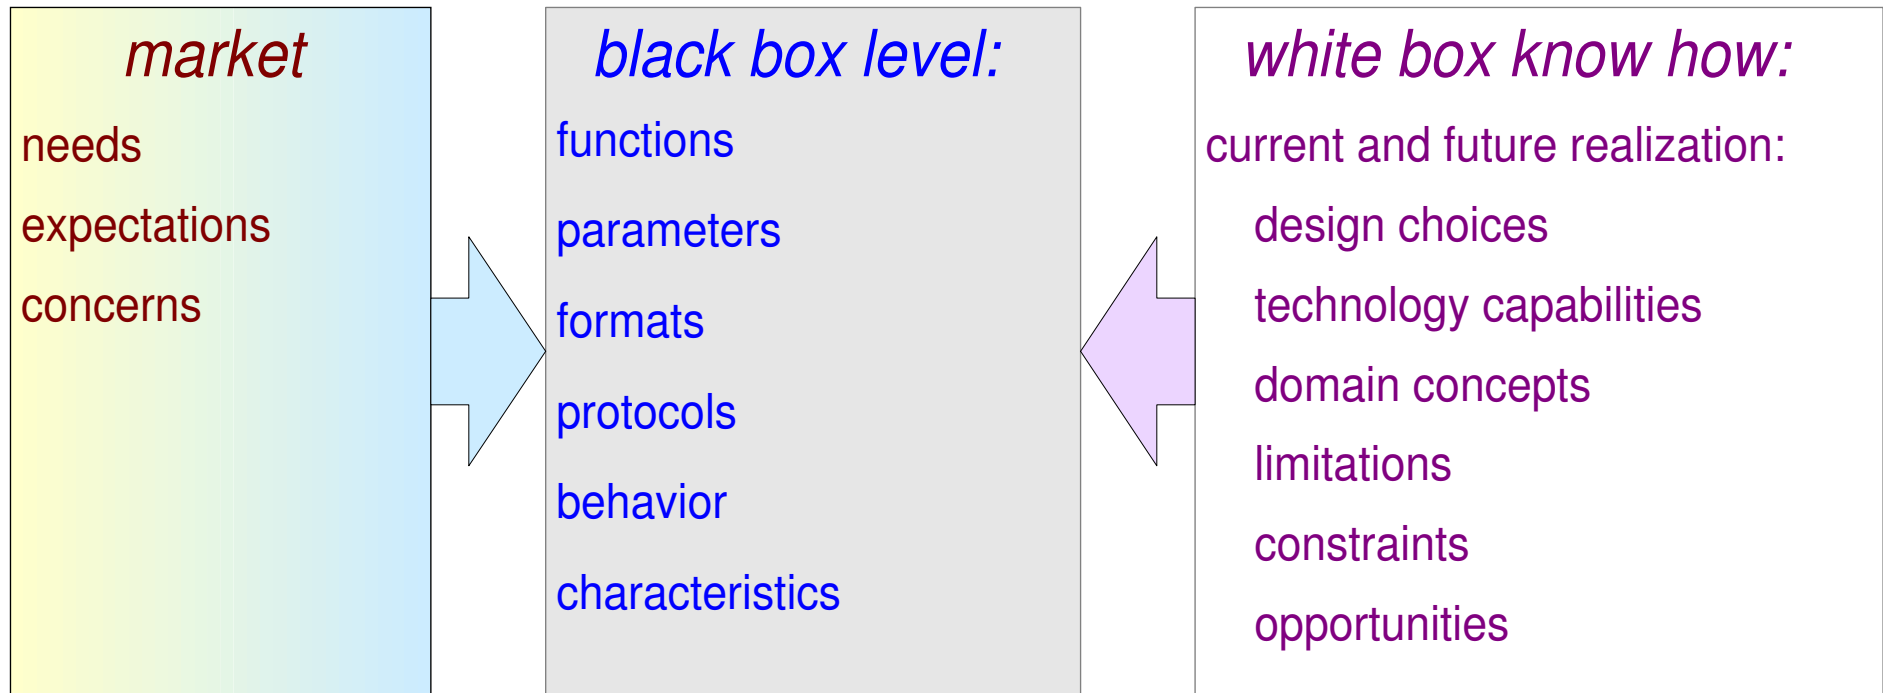 market
needs
expectations
concerns
black box level:
functions
parameters
formats
protocols
behavior
characteristics
white box know how:
current and future realization:
design choices
technology capabilities
domain concepts
limitations
constraints
opportunities